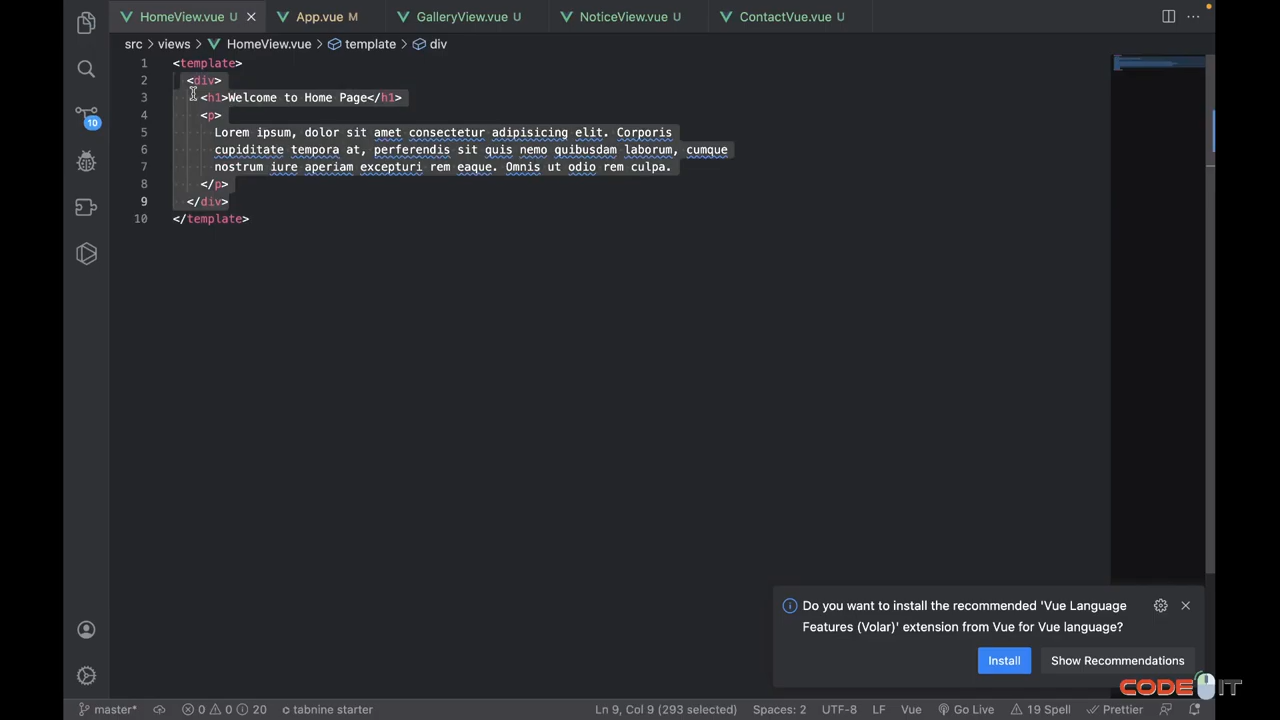 HomeView.vue U
App.vue M
GalleryView.vue U
NoticeView.vue U
ContactVue.vue U
src > views > HomeView.vue > template > div
1 <template>
2 <div>
3 <h1>Welcome to Home Page</h1>
4 <p>
5 Lorem ipsum, dolor sit amet consectetur adipisicing elit. Corporis
6 cupiditate tempora at, perferendis sit quis nemo quibusdam laborum, cumque
7 nostrum iure aperiam excepturi rem eaque. Omnis ut odio rem culpa.
8 </p>
9 </div>
10 </template>
10
Do you want to install the recommended 'Vue Language
Features (Volar)' extension from Vue for Vue language?
Install
Show Recommendations
CODE IT
master* 0 0 20 tabnine starter Ln 9, Col 9 (293 selected) Spaces: 2 UTF-8 LF Vue Go Live 19 Spell Prettier